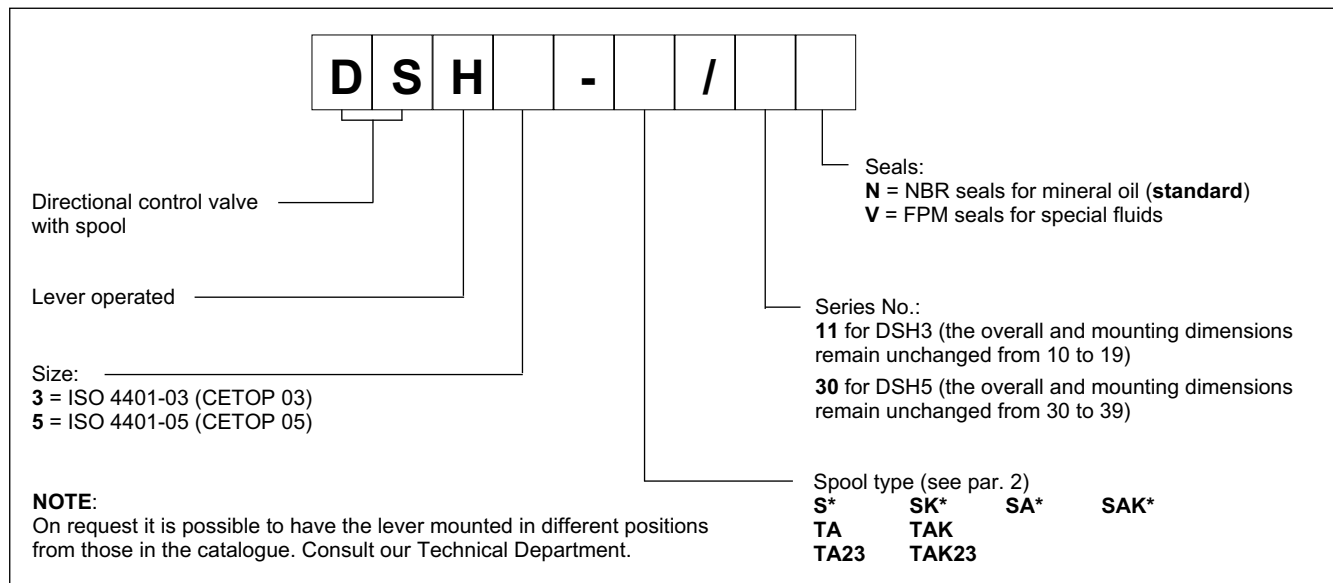 D S H - /
Directional control valve
with spool
Lever operated
Size:
3 = ISO 4401-03 (CETOP 03)
5 = ISO 4401-05 (CETOP 05)
NOTE:
On request it is possible to have the lever mounted in different positions
from those in the catalogue. Consult our Technical Department.
Seals:
N = NBR seals for mineral oil (standard)
V = FPM seals for special fluids
Series No.:
11 for DSH3 (the overall and mounting dimensions
remain unchanged from 10 to 19)
30 for DSH5 (the overall and mounting dimensions
remain unchanged from 30 to 39)
Spool type (see par. 2)
S* SK* SA* SAK*
TA TAK
TA23 TAK23